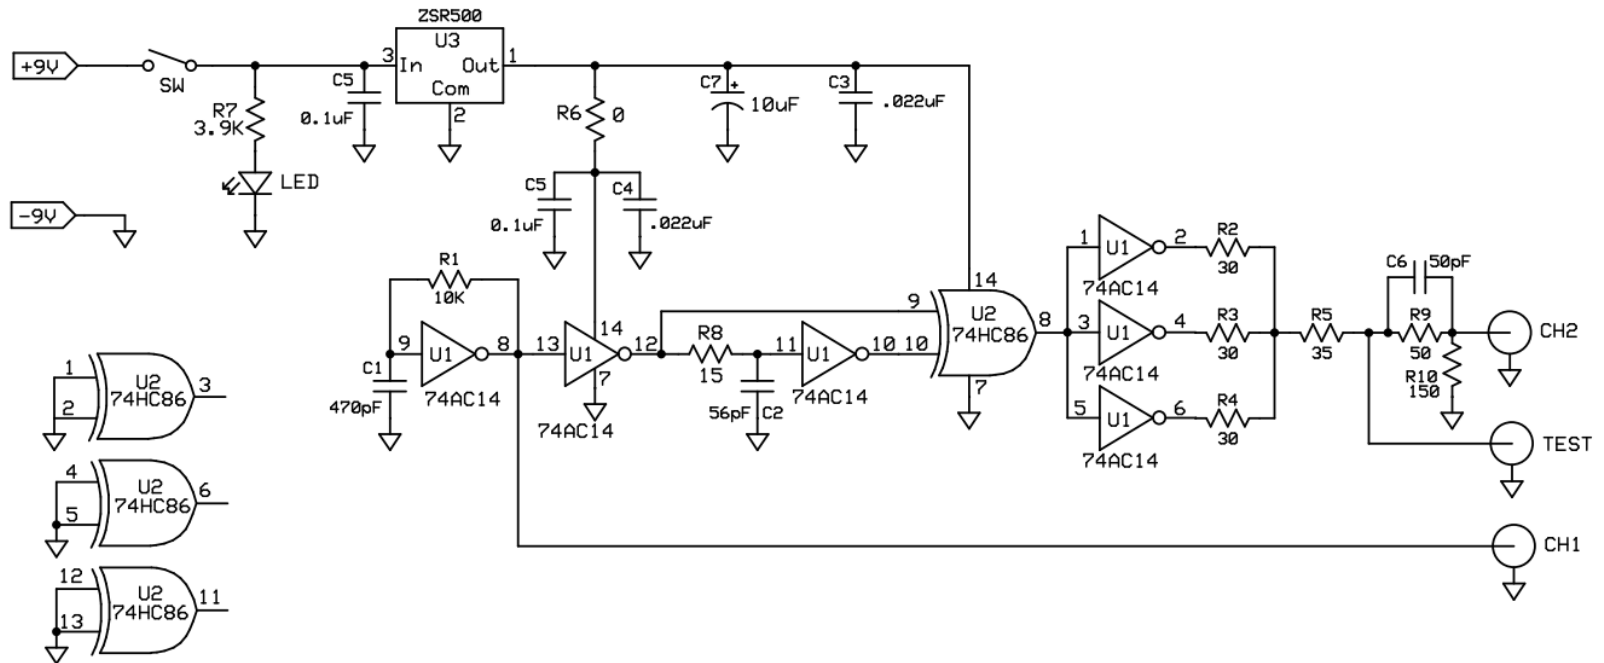 ZSR500
+9V
SW
3
In
U3
Out
Com
1
2
C5
0.1uF
R7
3.9K
LED
-9V
R6
0
C7
+
10uF
C3
.022uF
C5
0.1uF
C4
.022uF
R1
10K
9
U1
8
74AC14
C1
470pF
13
U1
14
7
12
74AC14
R8
15
56pF
C2
11
U1
10
74AC14
9
10
U2
74HC86
14
7
8
1
U1
2
74AC14
R2
30
3
U1
4
74AC14
R3
30
5
U1
6
74AC14
R4
30
R5
35
C6
50pF
R9
50
R10
150
CH2
TEST
CH1
1
2
U2
74HC86
3
4
5
U2
74HC86
6
12
13
U2
74HC86
11